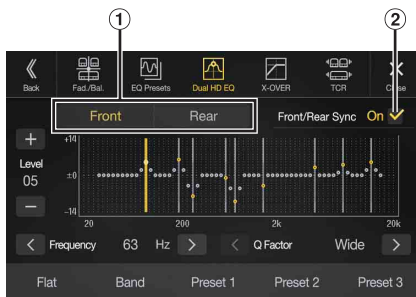 1 2
Back Fad./Bal. EQ Presets Dual HD EQ X-OVER TCR Close
Front Rear Front/Rear Sync On
+14
Level
05
±0
-14
20 200 2k 20k
Frequency 63 Hz Q Factor Wide
Flat Band Preset 1 Preset 2 Preset 3